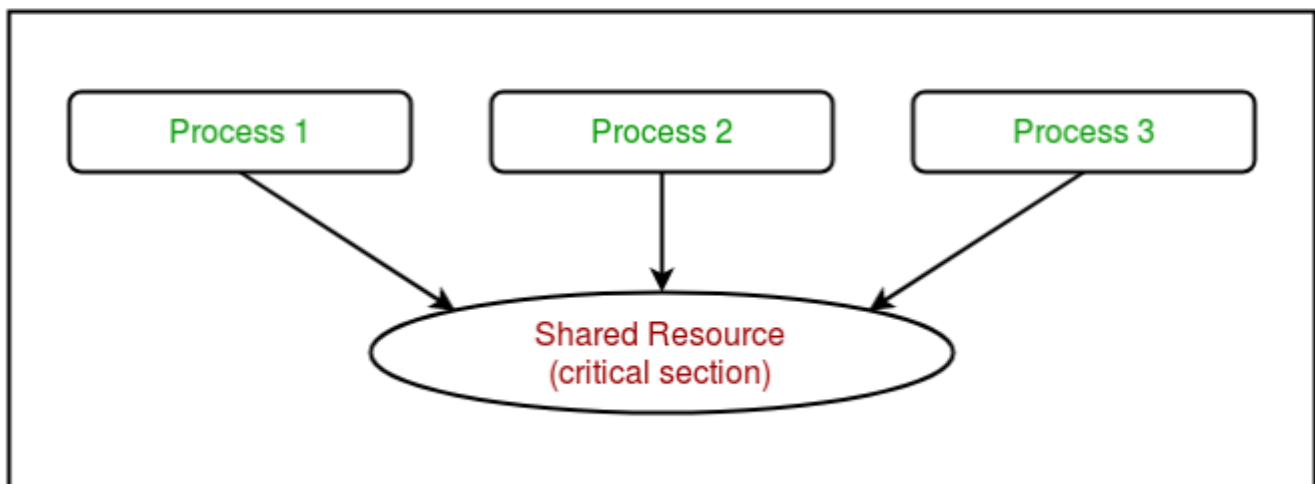 Process 1
Process 2
Process 3
Shared Resource
(critical section)